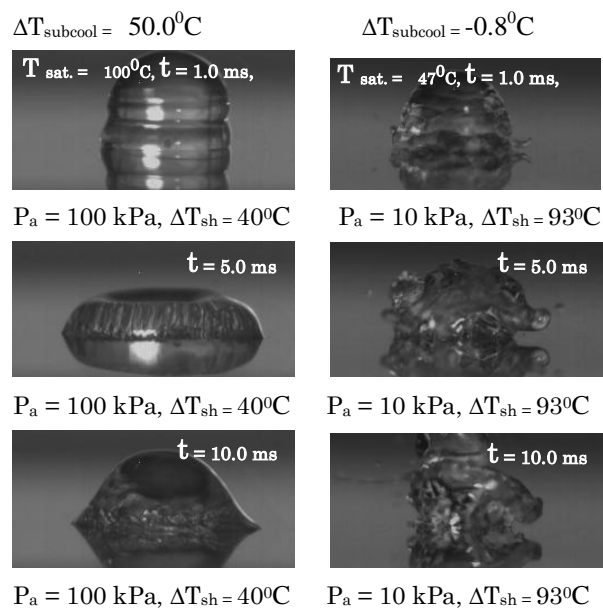 ΔTsubcool = 50.0⁰C ΔTsubcool = -0.8⁰C
T sat. = 100⁰C, t = 1.0 ms, T sat. = 47⁰C, t = 1.0 ms,
Pa = 100 kPa, ΔTsh = 40⁰C Pa = 10 kPa, ΔTsh = 93⁰C
t = 5.0 ms t = 5.0 ms
Pa = 100 kPa, ΔTsh = 40⁰C Pa = 10 kPa, ΔTsh = 93⁰C
t = 10.0 ms t = 10.0 ms
Pa = 100 kPa, ΔTsh = 40⁰C Pa = 10 kPa, ΔTsh = 93⁰C